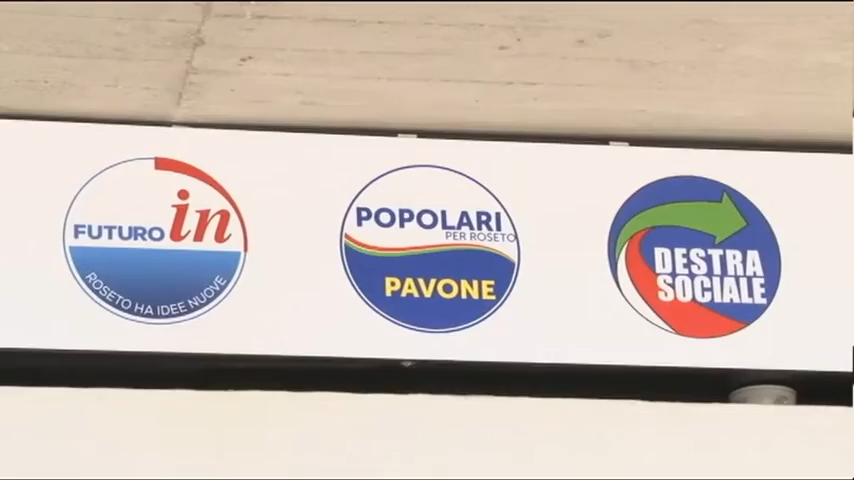 FUTURO in
ROSETO HA IDEE NUOVE
POPOLARI
PER ROSETO
PAVONE
DESTRA
SOCIALE